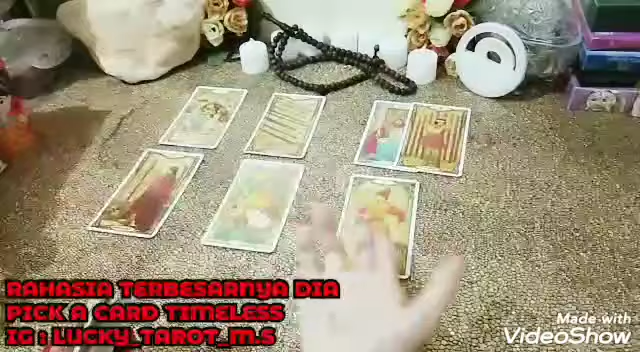 RAHASIA TERBESARNYA DIA
PICK A CARD TIMELESS
IG : LUCKY_TAROT_M.S
Made with
VideoShow